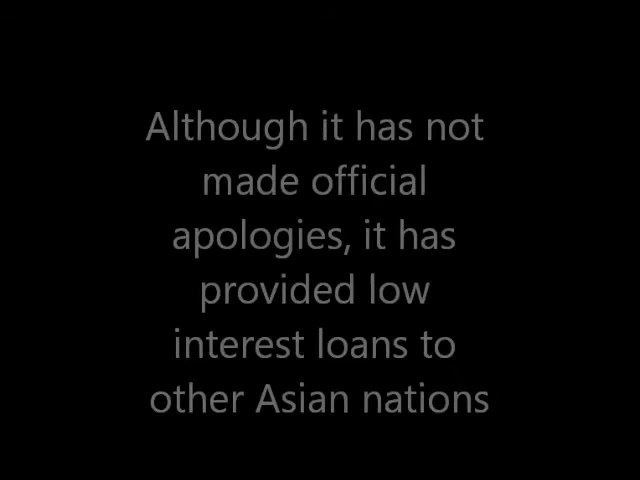 Although it has not
made official
apologies, it has
provided low
interest loans to
other Asian nations